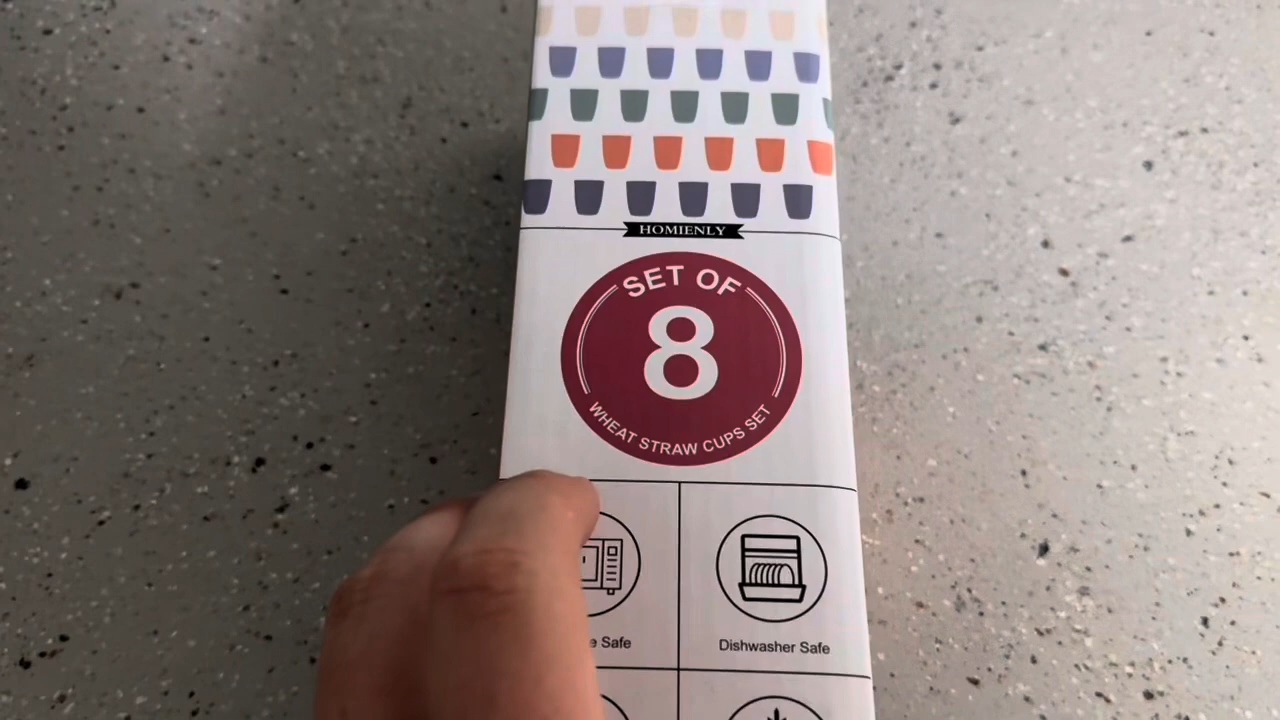 HOMIENLY
SET OF
8
WHEAT STRAW CUPS SET
e Safe
Dishwasher Safe